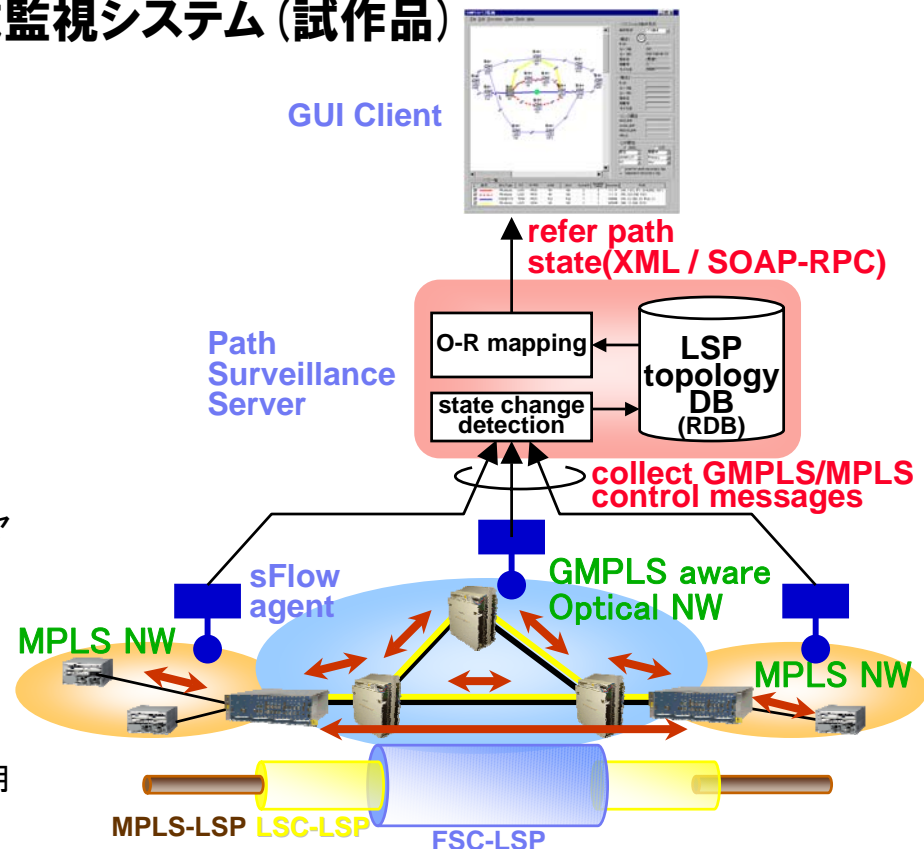 監視システム(試作品)
GUI Client
refer path
state(XML / SOAP-RPC)
Path
Surveillance
Server
O-R mapping
state change
detection
LSP
topology
DB
(RDB)
collect GMPLS/MPLS
control messages
sFlow
agent
GMPLS aware
Optical NW
MPLS NW
MPLS NW
MPLS-LSP
LSC-LSP
FSC-LSP